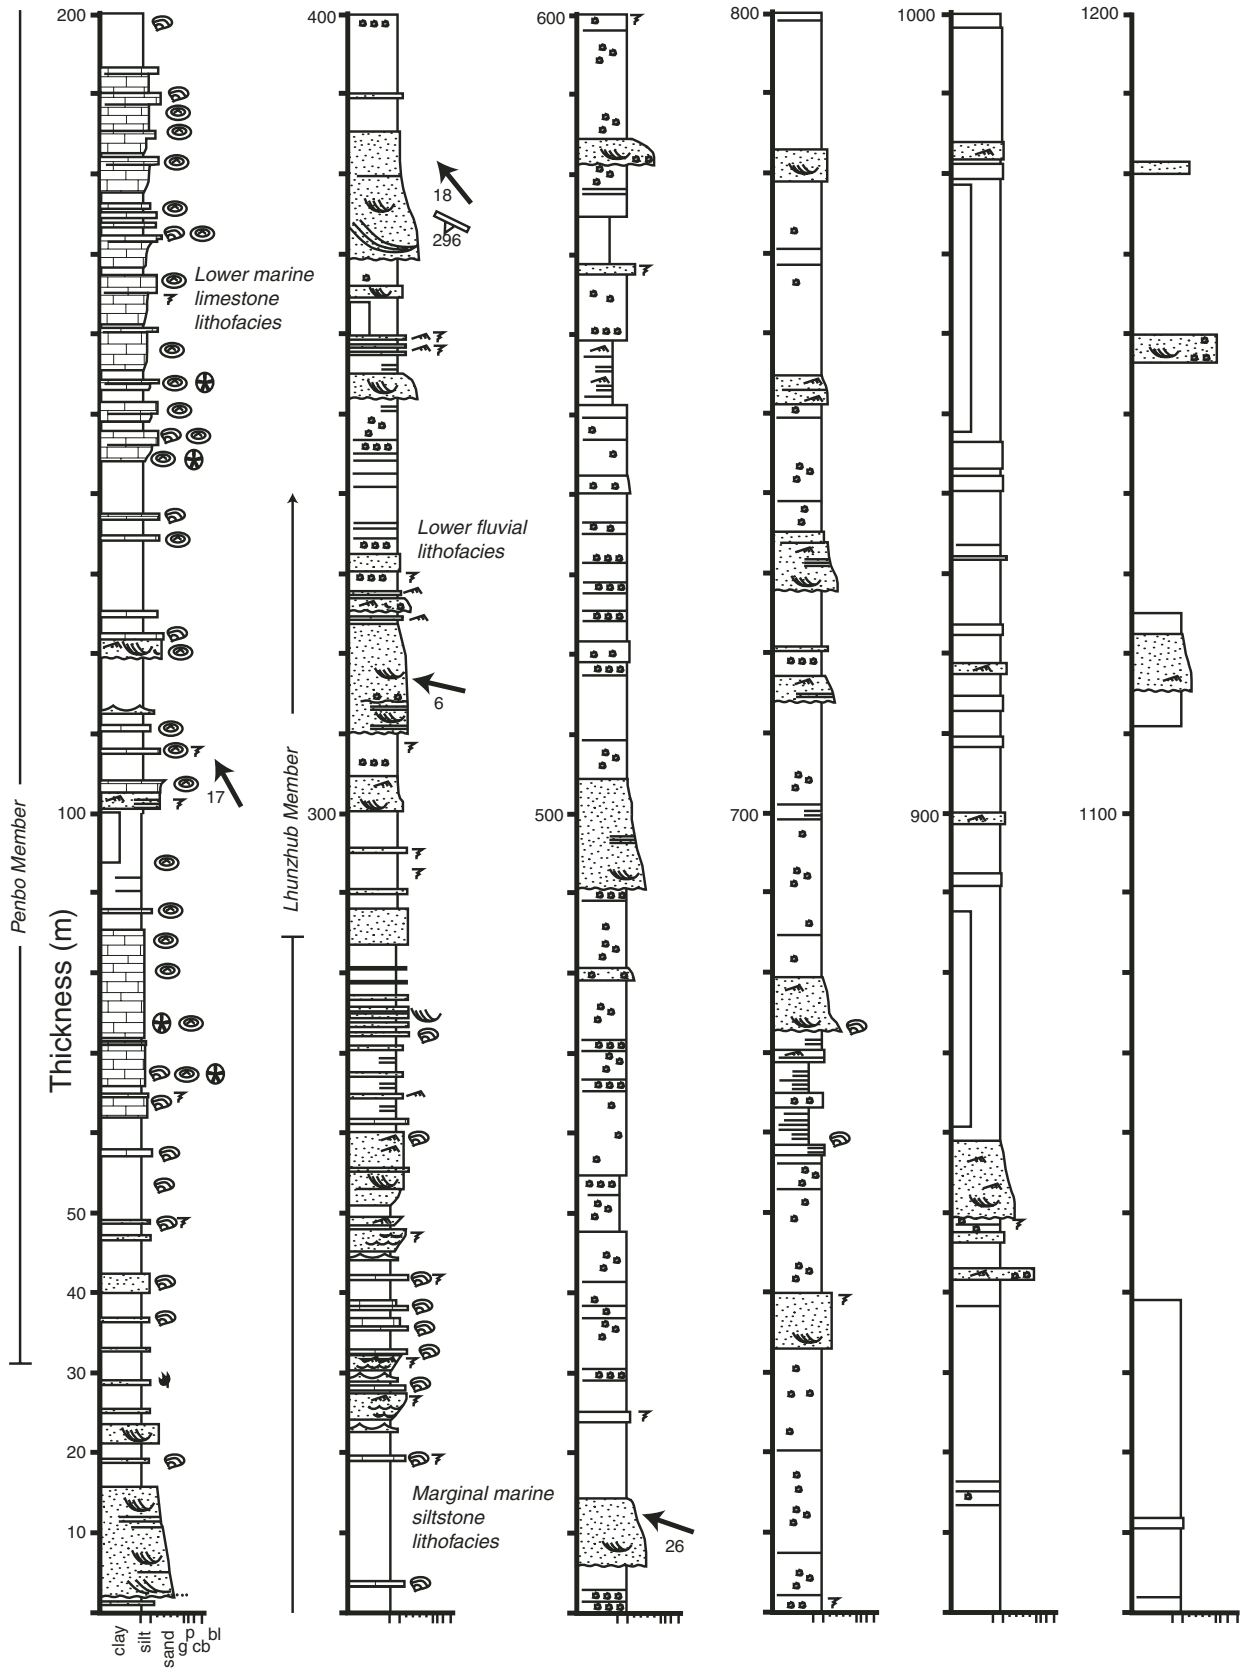 200
400
600
800
1000
1200
18
296
Lower marine
limestone
lithofacies
Lower fluvial
lithofacies
6
17
100
300
500
700
900
1100
Penbo Member
Lhunzhub Member
Thickness (m)
50
40
30
20
10
Marginal marine
siltstone
lithofacies
26
clay
silt
sand
g
p
cb
bl